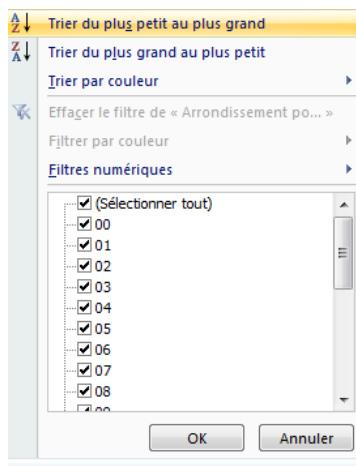 Trier du plus petit au plus grand
Trier du plus grand au plus petit
Trier par couleur
Effacer le filtre de « Arrondissement po... »
Filtrer par couleur
Filtres numériques
(Sélectionner tout)
00
01
02
03
04
05
06
07
08
OK Annuler